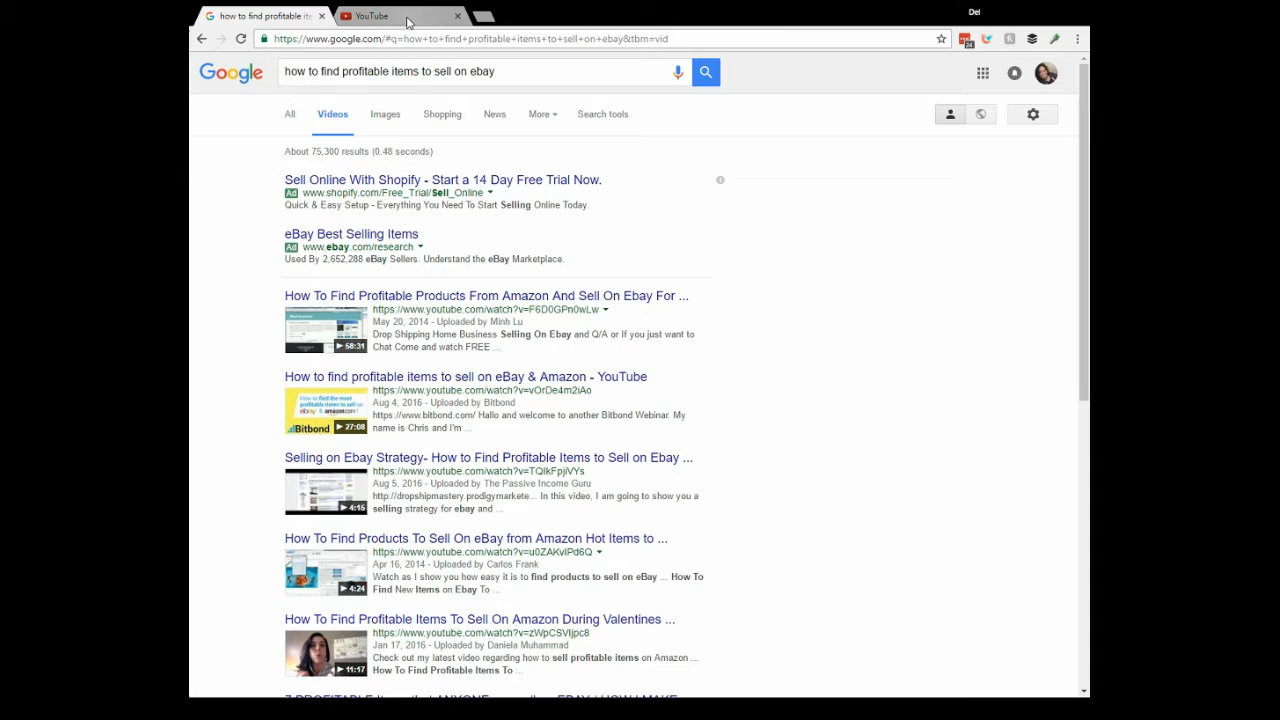 how to find profitable ite
YouTube
Del
https://www.google.com/#q=how+to+find+profitable+items+to+sell+on+ebay&tbm=vid
24
Google
how to find profitable items to sell on ebay
All
Videos
Images
Shopping
News
More
Search tools
About 75,300 results (0.48 seconds)
Sell Online With Shopify - Start a 14 Day Free Trial Now.
Ad www.shopify.com/Free_Trial/Sell_Online
Quick & Easy Setup - Everything You Need To Start Selling Online Today.
eBay Best Selling Items
Ad www.ebay.com/research
Used By 2,652,288 eBay Sellers. Understand the eBay Marketplace.
How To Find Profitable Products From Amazon And Sell On Ebay For ...
https://www.youtube.com/watch?v=F6D0GPn0wLw
May 20, 2014 - Uploaded by Minh Lu
Drop Shipping Home Business Selling On Ebay and Q/A or If you just want to
Chat Come and watch FREE ...
58:31
How to find profitable items to sell on eBay & Amazon - YouTube
https://www.youtube.com/watch?v=vOrDe4m2iAo
Aug 4, 2016 - Uploaded by Bitbond
https://www.bitbond.com/ Hallo and welcome to another Bitbond Webinar. My
name is Chris and I'm ...
How to find the most
profitable items to sell on
ebay & amazon.com?
Bitbond
27:08
Selling on Ebay Strategy- How to Find Profitable Items to Sell on Ebay ...
https://www.youtube.com/watch?v=TQlkFpjiVYs
Aug 5, 2016 - Uploaded by The Passive Income Guru
http://dropshipmastery.prodigymarkete... In this video, I am going to show you a
selling strategy for ebay and ...
4:15
How To Find Products To Sell On eBay from Amazon Hot Items to ...
https://www.youtube.com/watch?v=u0ZAKvlPd6Q
Apr 16, 2014 - Uploaded by Carlos Frank
Watch as I show you how easy it is to find products to sell on eBay ... How To
Find New Items on Ebay To ...
4:24
How To Find Profitable Items To Sell On Amazon During Valentines ...
https://www.youtube.com/watch?v=zWpCSVljpc8
Jan 17, 2016 - Uploaded by Daniela Muhammad
Check out my latest video regarding how to sell profitable items on Amazon ...
How To Find Profitable Items To ...
11:17